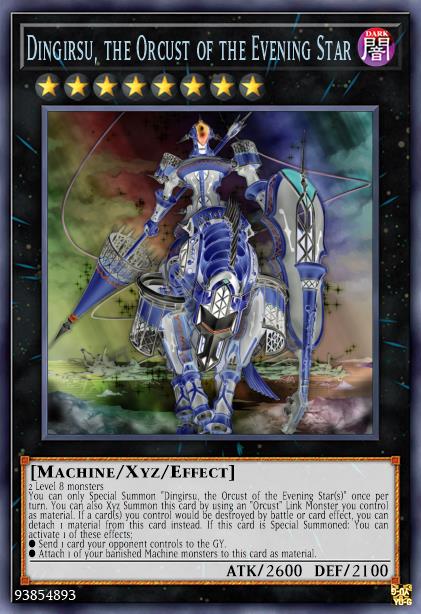 DINGIRSU, THE ORCUST OF THE EVENING STAR
DARK
闇
[MACHINE/XYZ/EFFECT]
2 Level 8 monsters
You can only Special Summon "Dingirsu, the Orcust of the Evening Star(s)" once per
turn. You can also Xyz Summon this card by using an "Orcust" Link Monster you control
as material. If a card(s) you control would be destroyed by battle or card effect, you can
detach 1 material from this card instead. If this card is Special Summoned: You can
activate 1 of these effects;
● Send 1 card your opponent controls to the GY.
● Attach 1 of your banished Machine monsters to this card as material.
ATK/2600 DEF/2100
93854893